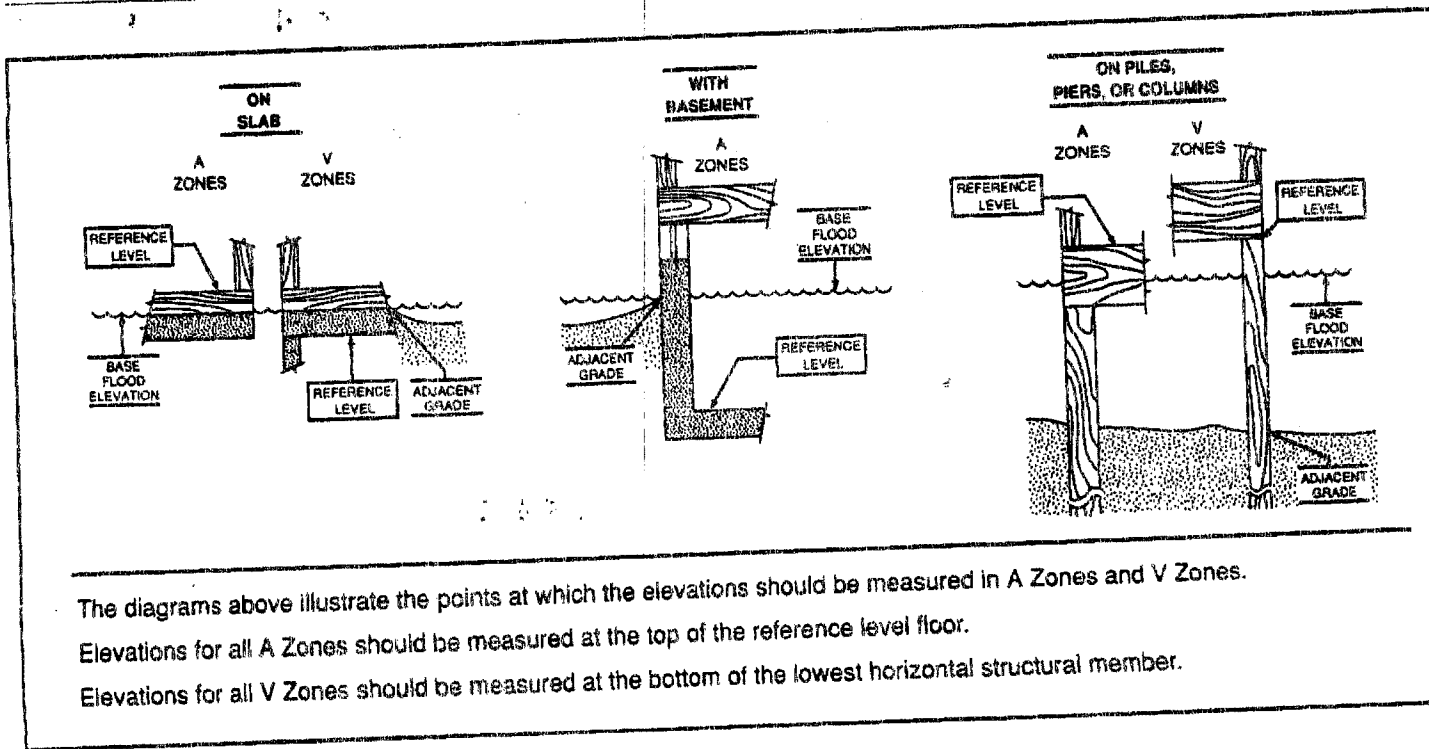 ON
SLAB
A
ZONES
V
ZONES
REFERENCE
LEVEL
BASE
FLOOD
ELEVATION
REFERENCE
LEVEL
ADJACENT
GRADE
WITH
BASEMENT
A
ZONES
BASE
FLOOD
ELEVATION
ADJACENT
GRADE
REFERENCE
LEVEL
ON PILES,
PIERS, OR COLUMNS
A
ZONES
V
ZONES
REFERENCE
LEVEL
REFERENCE
LEVEL
BASE
FLOOD
ELEVATION
ADJACENT
GRADE
The diagrams above illustrate the points at which the elevations should be measured in A Zones and V Zones.
Elevations for all A Zones should be measured at the top of the reference level floor.
Elevations for all V Zones should be measured at the bottom of the lowest horizontal structural member.